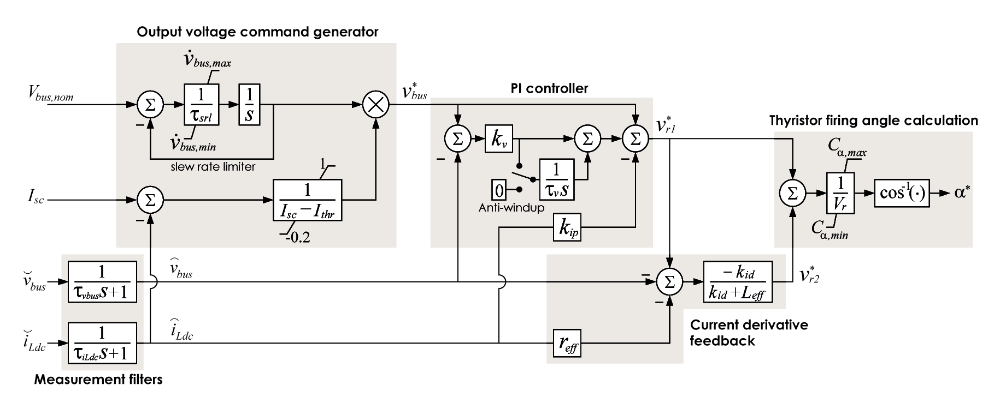 Output voltage command generator
v̇bus,max
Vbus,nom
Σ
1
τsrl
1
s
−
v̇bus,min
slew rate limiter
×
v*bus
Isc
Σ
−
1
1
Isc − Ithr
-0.2
PI controller
Σ
−
kv
Σ
Σ
−
v*r1
0
1
τvs
Anti-windup
kip
Thyristor firing angle calculation
Cα,max
Σ
1
Vr
cos-1(·)
α*
Cα,min
v̆bus
1
τvbuss+1
v̂bus
−
Σ
−
−kid
kid+Leff
v*r2
ĭLdc
1
τiLdcs+1
îLdc
reff
Current derivative
feedback
Measurement filters